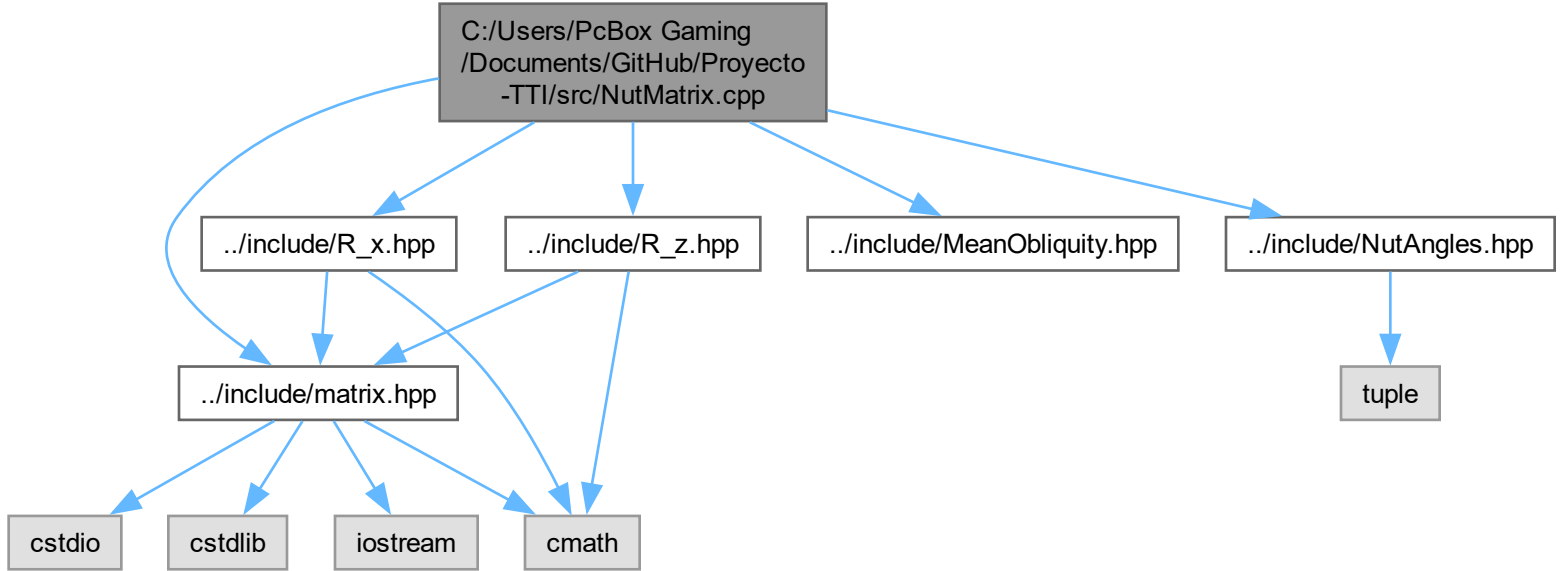 C:/Users/PcBox Gaming
/Documents/GitHub/Proyecto
-TTI/src/NutMatrix.cpp
../include/R_x.hpp
../include/R_z.hpp
../include/MeanObliquity.hpp
../include/NutAngles.hpp
../include/matrix.hpp
tuple
cstdio
cstdlib
iostream
cmath